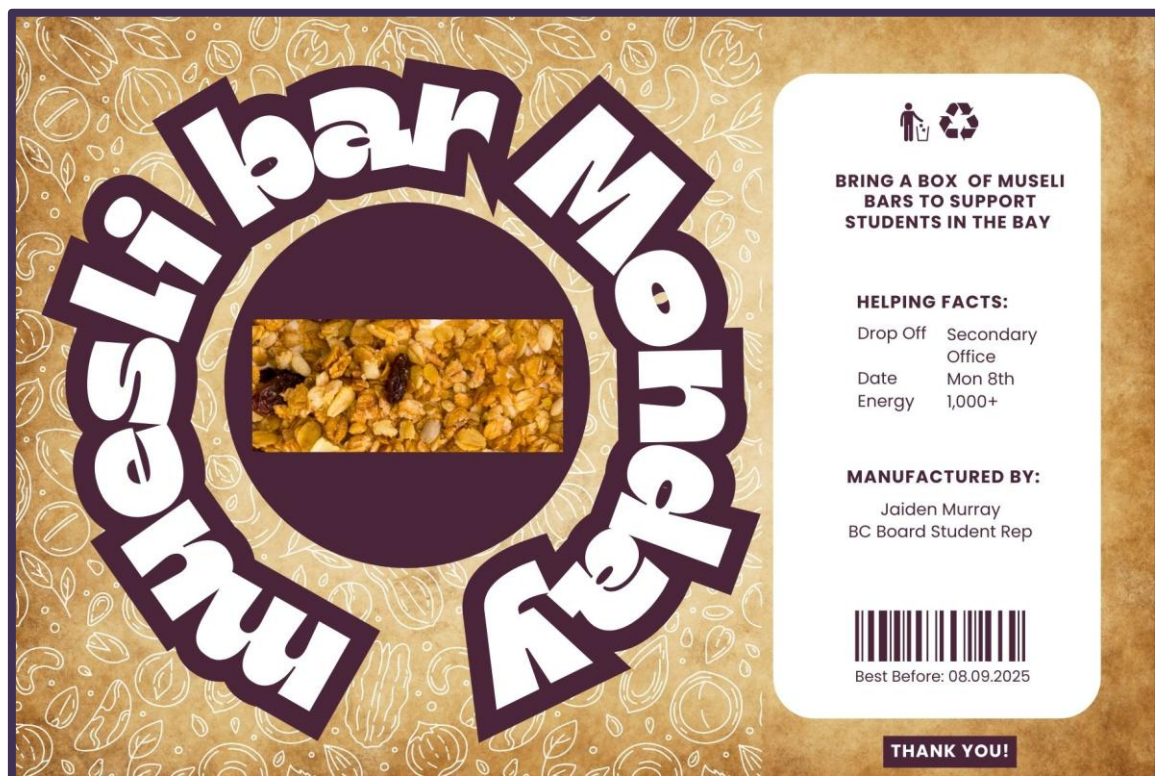 muesli bar Monday
BRING A BOX OF MUSELI
BARS TO SUPPORT
STUDENTS IN THE BAY
HELPING FACTS:
Drop Off Secondary
Office
Date Mon 8th
Energy 1,000+
MANUFACTURED BY:
Jaiden Murray
BC Board Student Rep
Best Before: 08.09.2025
THANK YOU!